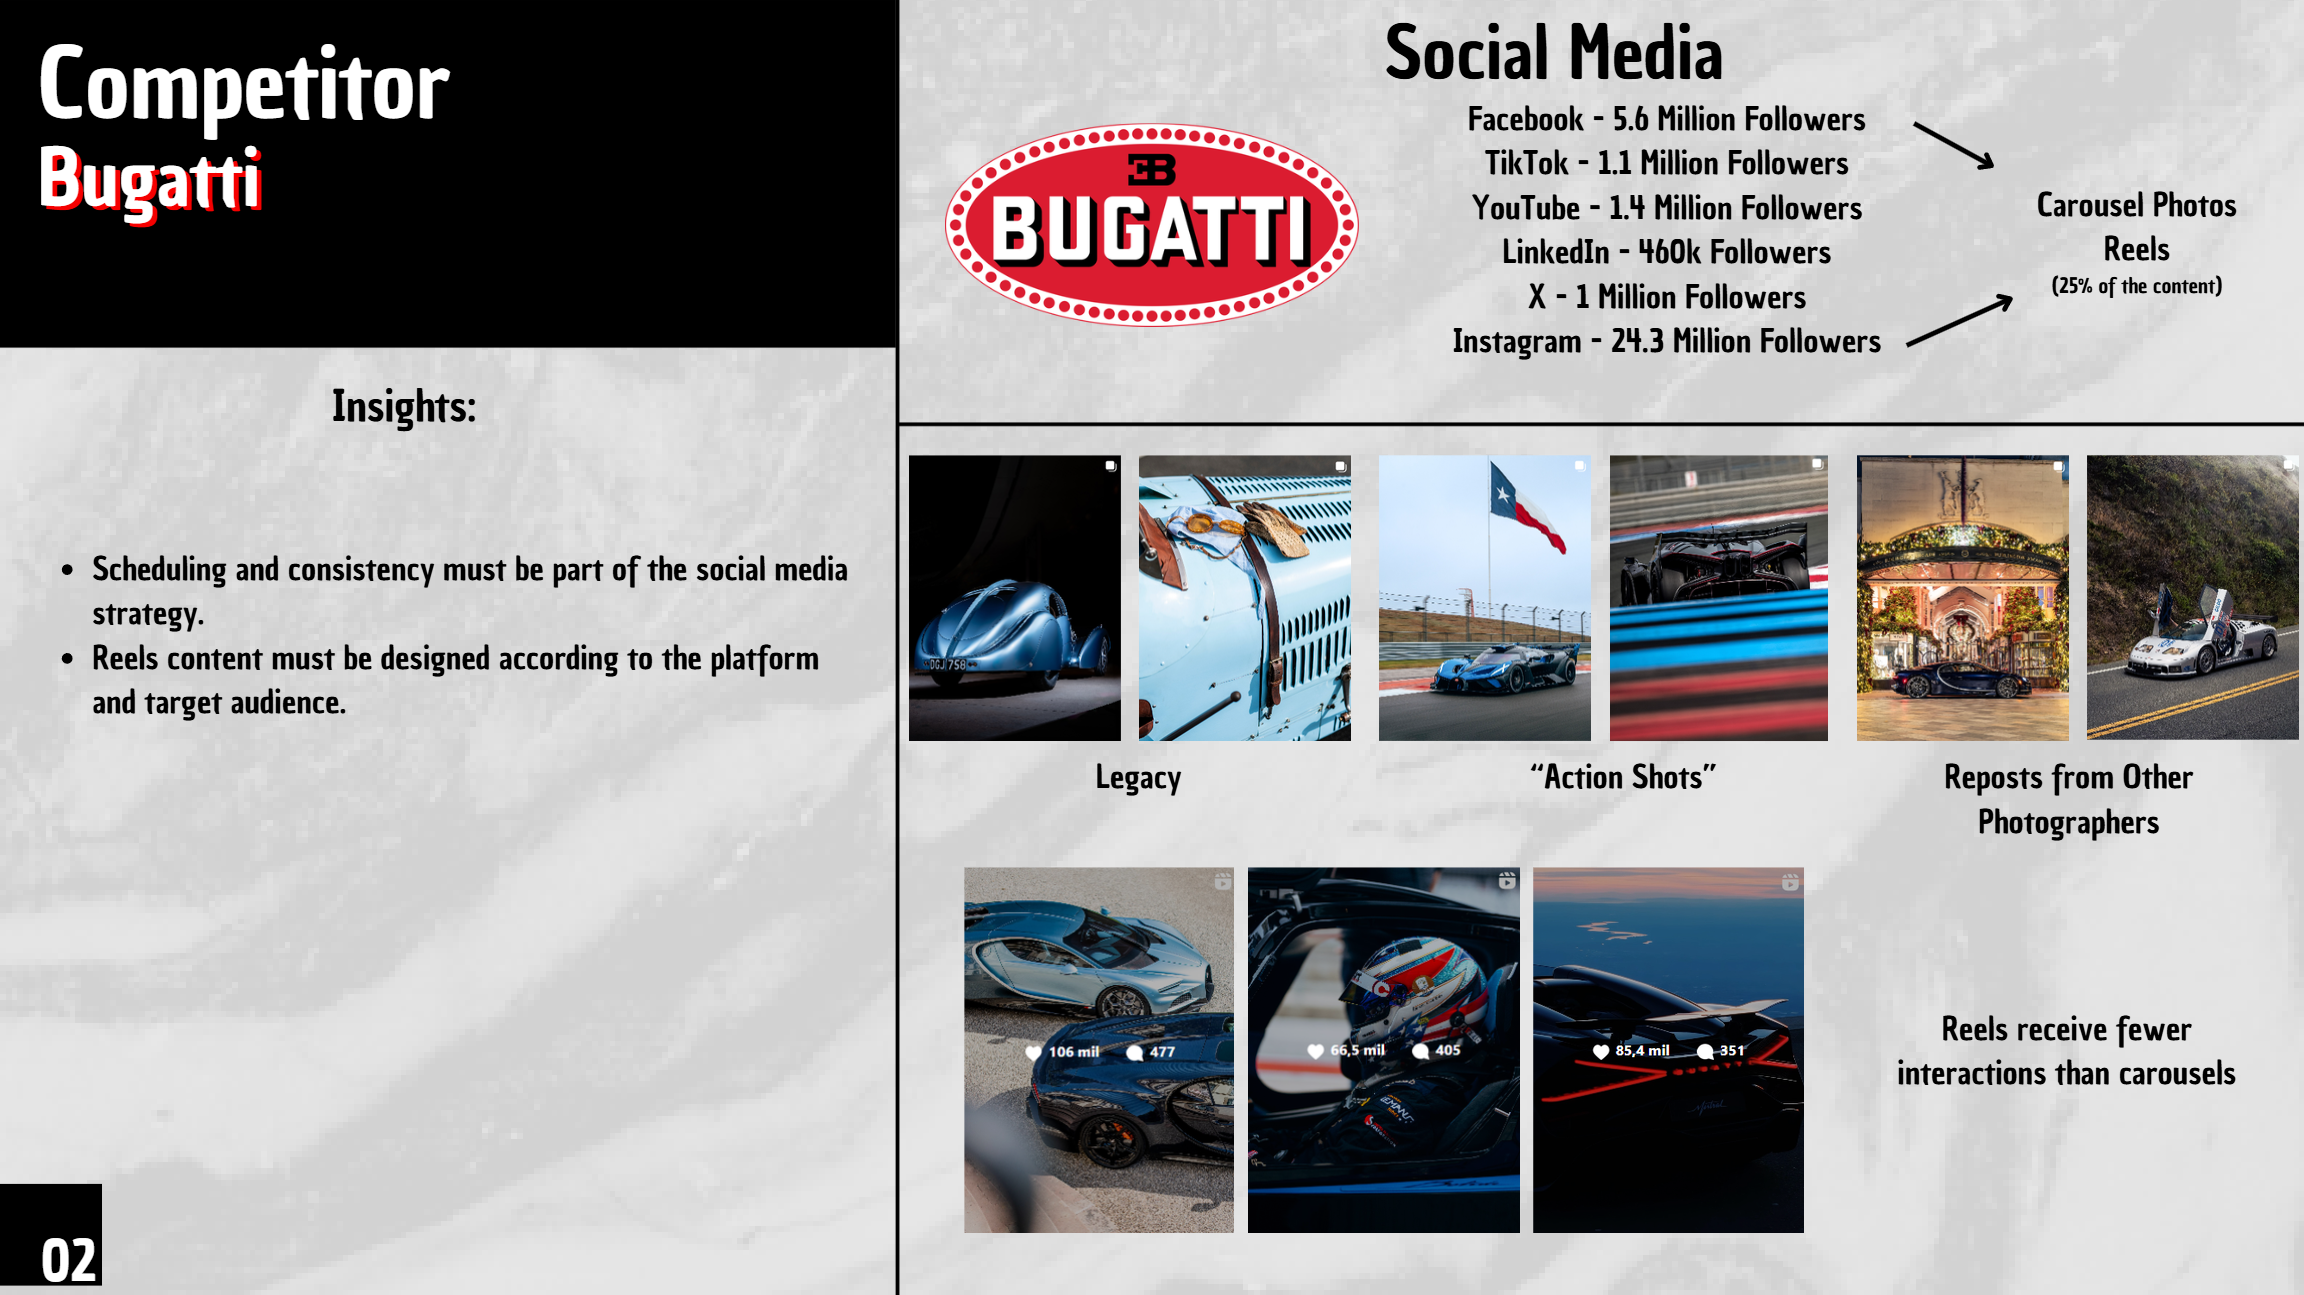 Competitor
Bugatti
Insights:
• Scheduling and consistency must be part of the social media
strategy.
• Reels content must be designed according to the platform
and target audience.
02
Social Media
EB
BUGATTI
Facebook - 5.6 Million Followers
TikTok - 1.1 Million Followers
YouTube - 1.4 Million Followers
LinkedIn - 460k Followers
X - 1 Million Followers
Instagram - 24.3 Million Followers
Carousel Photos
Reels
(25% of the content)
DGJ 758
Legacy
“Action Shots”
Reposts from Other
Photographers
106 mil 477
66,5 mil 405
85,4 mil 351
Reels receive fewer
interactions than carousels